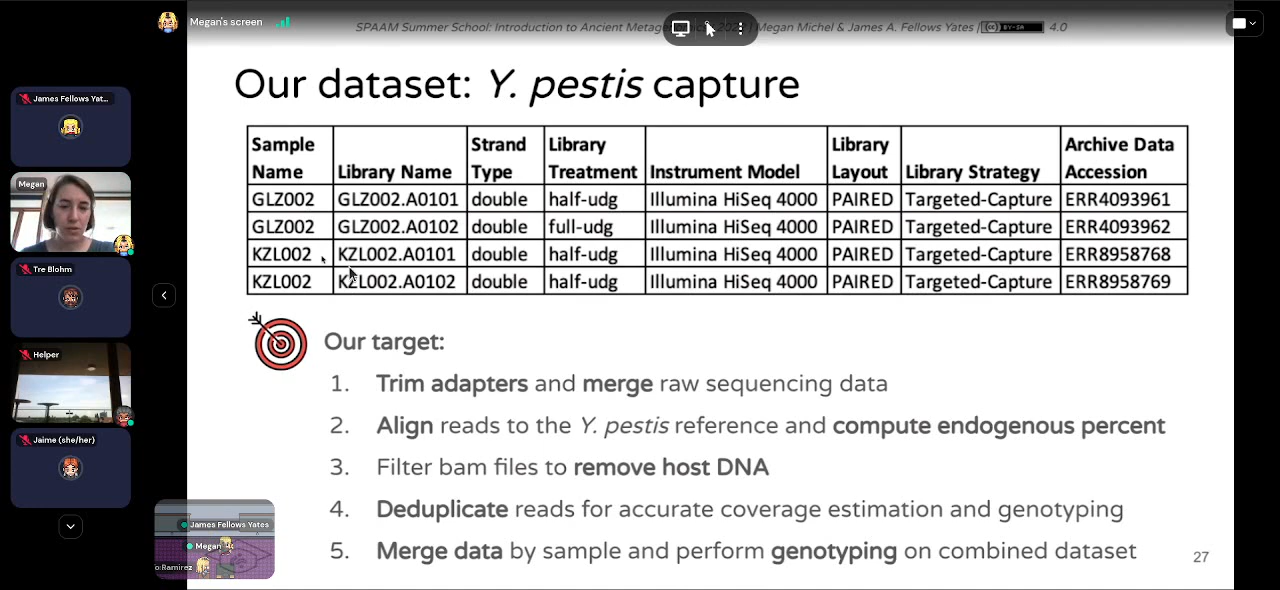 Megan's screen
SPAAM Summer School: Introduction to Ancient Metage
Megan Michel & James A. Fellows Yates |
BY-SA
4.0
James Fellows Yat...
Megan
Tre Blohm
Helper
Jaime (she/her)
James Fellows Yates
Megan
o Ramirez
Our dataset: Y. pestis capture
Sample Name | Library Name | Strand Type | Library Treatment | Instrument Model | Library Layout | Library Strategy | Archive Data Accession
GLZ002 | GLZ002.A0101 | double | half-udg | Illumina HiSeq 4000 | PAIRED | Targeted-Capture | ERR4093961
GLZ002 | GLZ002.A0102 | double | full-udg | Illumina HiSeq 4000 | PAIRED | Targeted-Capture | ERR4093962
KZL002 | KZL002.A0101 | double | half-udg | Illumina HiSeq 4000 | PAIRED | Targeted-Capture | ERR8958768
KZL002 | KZL002.A0102 | double | half-udg | Illumina HiSeq 4000 | PAIRED | Targeted-Capture | ERR8958769
Our target:
1. Trim adapters and merge raw sequencing data
2. Align reads to the Y. pestis reference and compute endogenous percent
3. Filter bam files to remove host DNA
4. Deduplicate reads for accurate coverage estimation and genotyping
5. Merge data by sample and perform genotyping on combined dataset
27